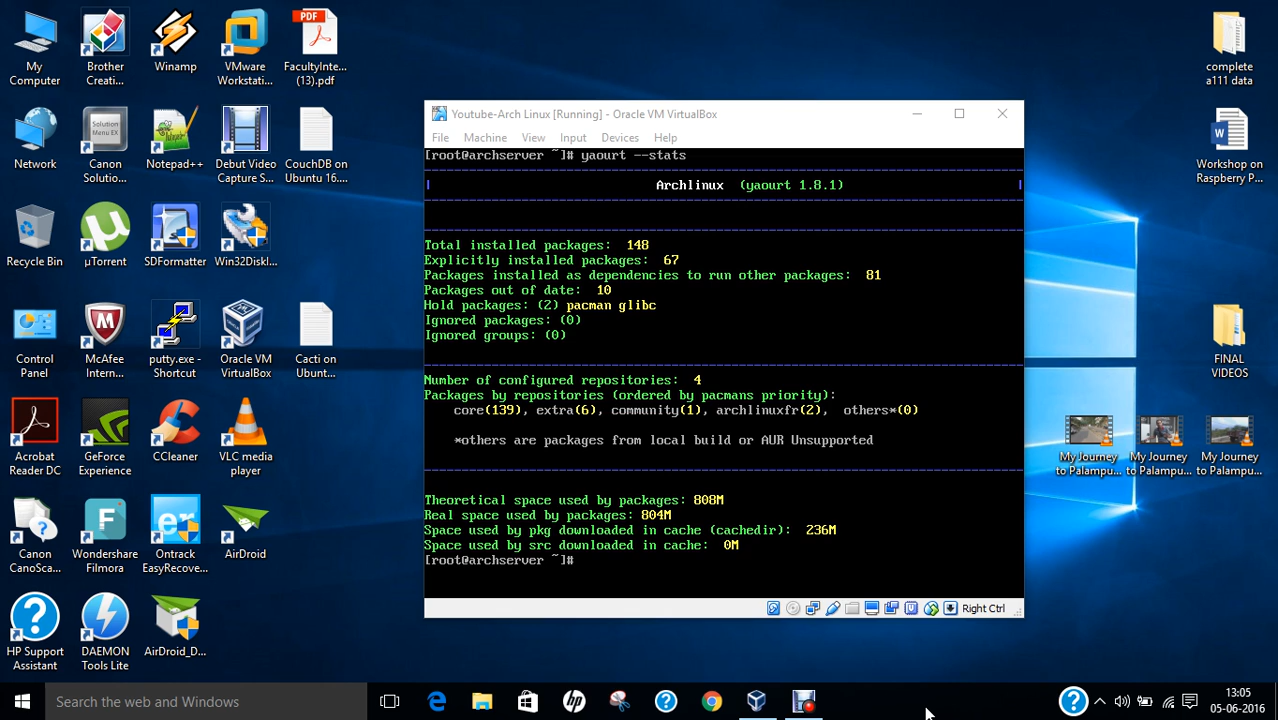 My Computer
Brother Creati...
Winamp
VMware Workstati...
PDF
FacultyInte... (13).pdf
complete a111 data
Network
Solution Menu EX
Canon Solution...
Notepad++
Debut Video Capture S...
CouchDB on Ubuntu 16....
Workshop on Raspberry P...
Recycle Bin
µTorrent
SDFormatter
Win32DiskI...
Control Panel
McAfee Intern...
putty.exe - Shortcut
Oracle VM VirtualBox
Cacti on Ubunt...
FINAL VIDEOS
Acrobat Reader DC
GeForce Experience
CCleaner
VLC media player
My Journey to Palampu...
My Journey to Palampu...
My Journey to Palampu...
Canon CanoSca...
Wondershare Filmora
er
Ontrack EasyRecove...
AirDroid
HP Support Assistant
DAEMON Tools Lite
AirDroid_D...
Youtube-Arch Linux [Running] - Oracle VM VirtualBox
File Machine View Input Devices Help
[root@archserver ~]# yaourt --stats
Archlinux (yaourt 1.8.1)
Total installed packages: 148
Explicitly installed packages: 67
Packages installed as dependencies to run other packages: 81
Packages out of date: 10
Hold packages: (2) pacman glibc
Ignored packages: (0)
Ignored groups: (0)
Number of configured repositories: 4
Packages by repositories (ordered by pacmans priority):
core(139), extra(6), community(1), archlinuxfr(2), others*(0)
*others are packages from local build or AUR Unsupported
Theoretical space used by packages: 808M
Real space used by packages: 804M
Space used by pkg downloaded in cache (cachedir): 236M
Space used by src downloaded in cache: 0M
[root@archserver ~]#
Right Ctrl
Search the web and Windows
13:05
05-06-2016